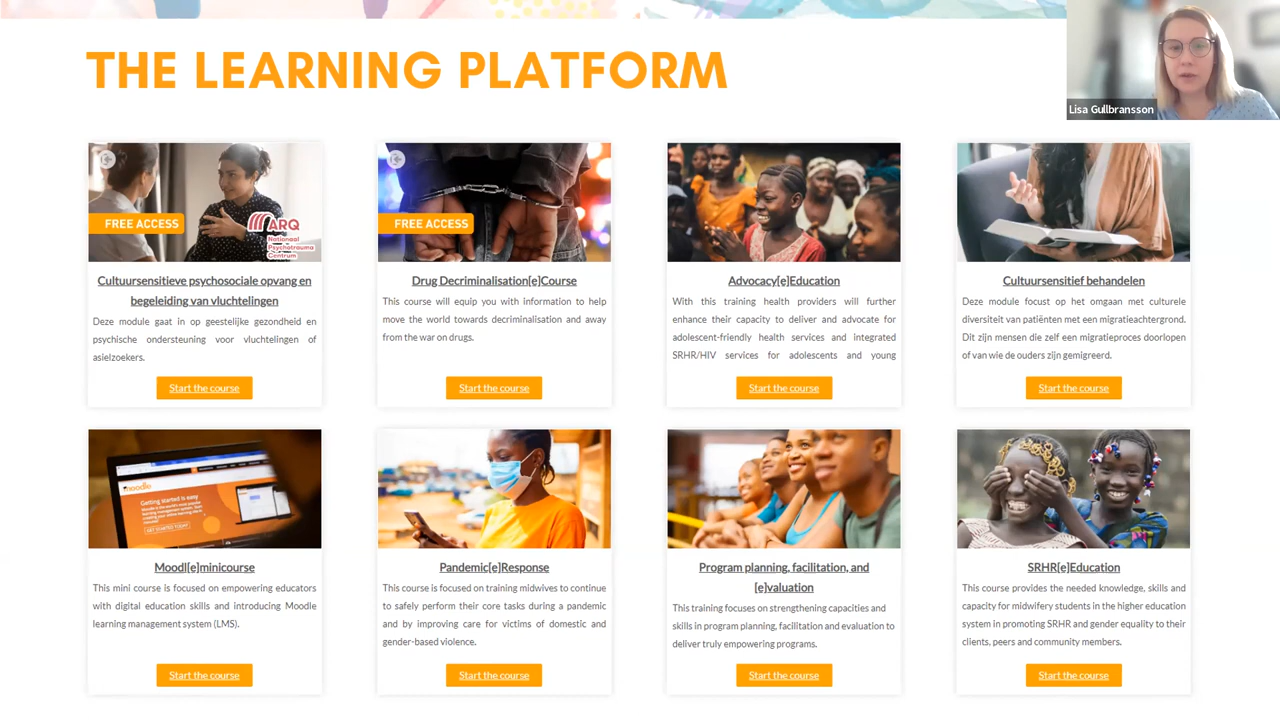 THE LEARNING PLATFORM
Lisa Gullbransson
FREE ACCESS
ARQ
Nationaal
Psychotrauma
Centrum
Cultuursensitieve psychosociale opvang en
begeleiding van vluchtelingen
Deze module gaat in op geestelijke gezondheid en
psychische ondersteuning voor vluchtelingen of
asielzoekers.
Start the course
FREE ACCESS
Drug Decriminalisation[e]Course
This course will equip you with information to help
move the world towards decriminalisation and away
from the war on drugs.
Start the course
Advocacy[e]Education
With this training health providers will further
enhance their capacity to deliver and advocate for
adolescent-friendly health services and integrated
SRHR/HIV services for adolescents and young
Start the course
Cultuursensitief behandelen
Deze module focust op het omgaan met culturele
diversiteit van patiënten met een migratieachtergrond.
Dit zijn mensen die zelf een migratieproces doorlopen
of van wie de ouders zijn gemigreerd.
Start the course
moodle
Getting started is easy
GET STARTED TODAY
Moodl[e]minicourse
This mini course is focused on empowering educators
with digital education skills and introducing Moodle
learning management system (LMS).
Start the course
Pandemic[e]Response
This course is focused on training midwives to continue
to safely perform their core tasks during a pandemic
and by improving care for victims of domestic and
gender-based violence.
Start the course
Program planning, facilitation, and
[e]valuation
This training focuses on strengthening capacities and
skills in program planning, facilitation and evaluation to
deliver truly empowering programs.
Start the course
SRHR[e]Education
This course provides the needed knowledge, skills and
capacity for midwifery students in the higher education
system in promoting SRHR and gender equality to their
clients, peers and community members.
Start the course